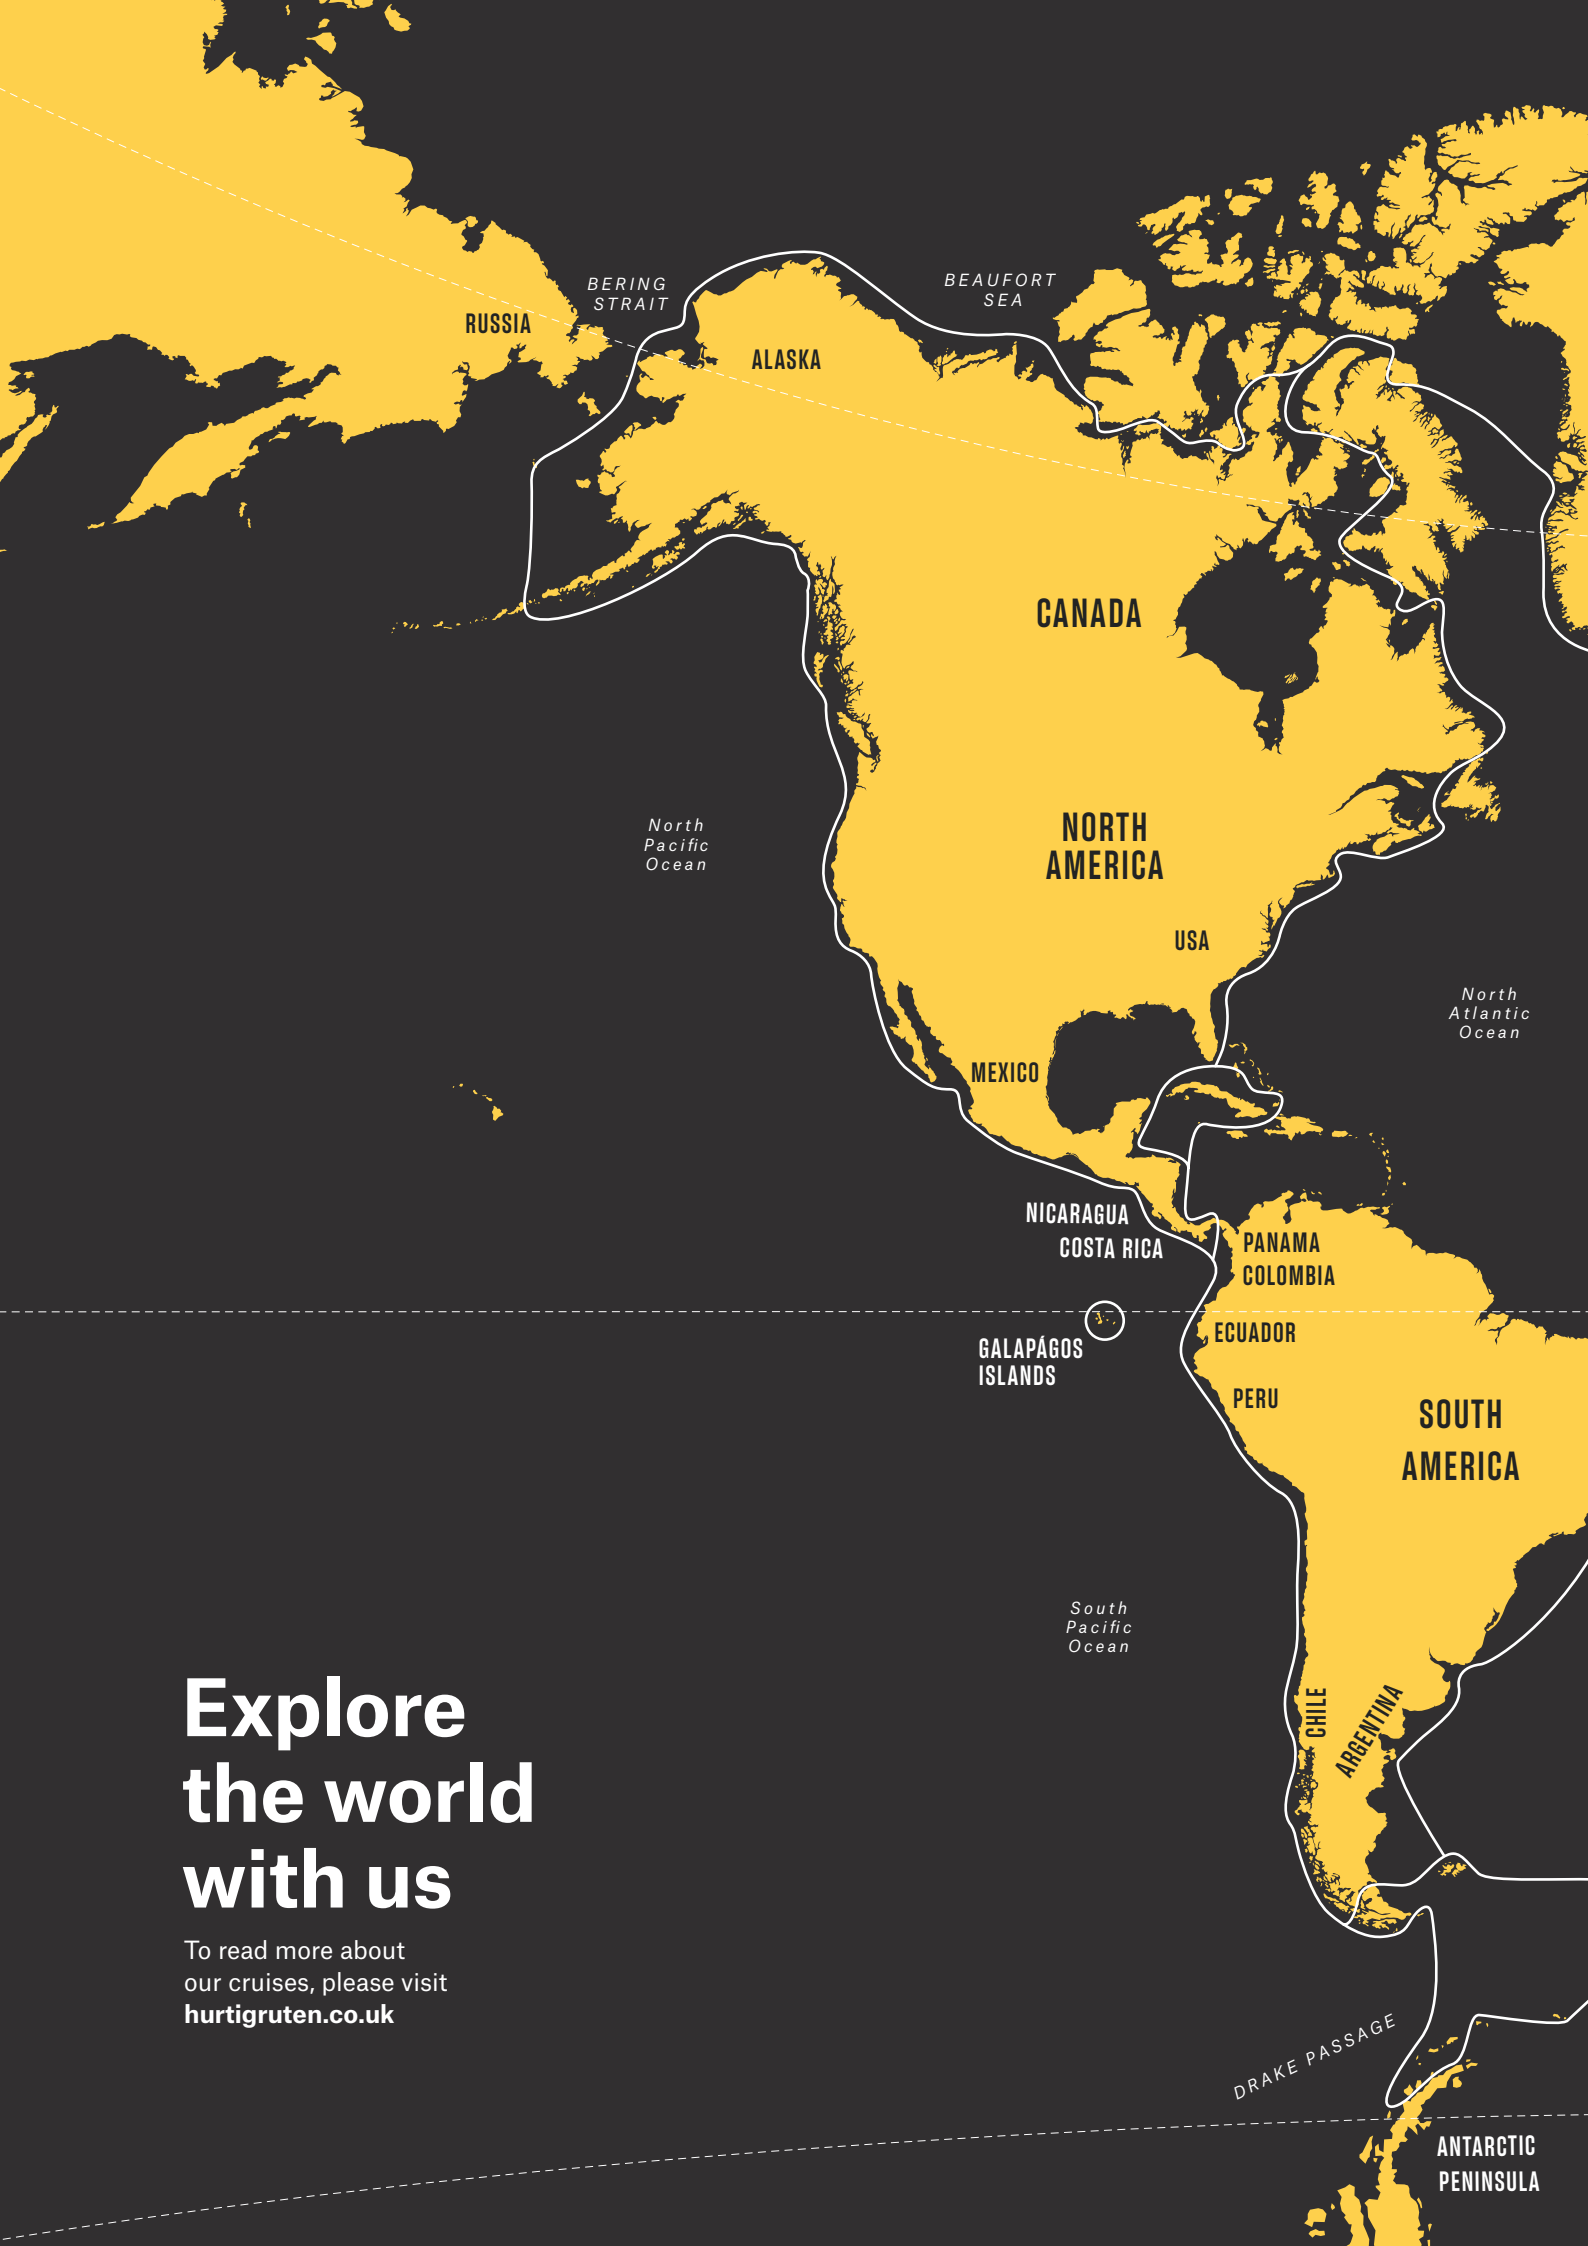 BERING
STRAIT
BEAUFORT
SEA
RUSSIA
ALASKA
CANADA
North
Pacific
Ocean
NORTH
AMERICA
USA
North
Atlantic
Ocean
MEXICO
NICARAGUA
COSTA RICA
PANAMA
COLOMBIA
GALAPÁGOS
ISLANDS
ECUADOR
PERU
SOUTH
AMERICA
South
Pacific
Ocean
CHILE
ARGENTINA
Explore
the world
with us
To read more about
our cruises, please visit
hurtigruten.co.uk
DRAKE PASSAGE
ANTARCTIC
PENINSULA